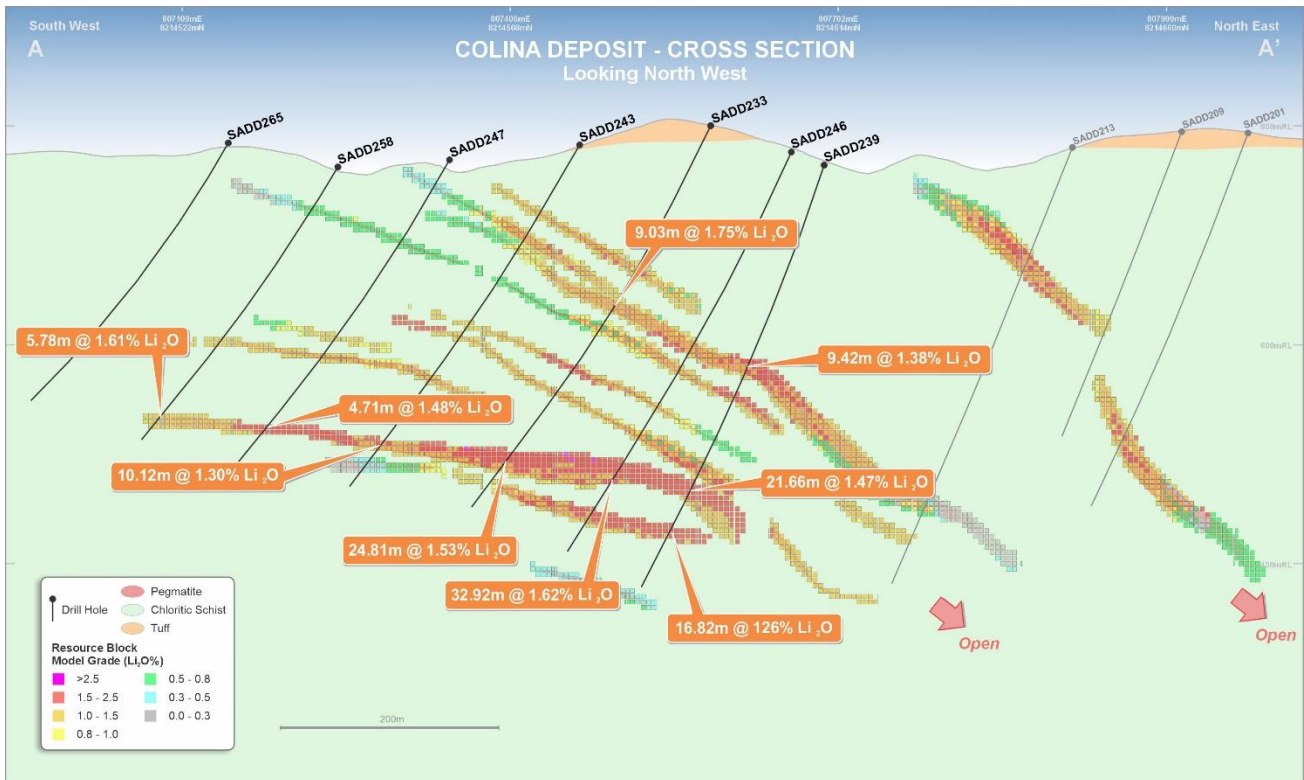 807109mE
8214522mN
807406mE
8214568mN
807702mE
8214614mN
807999mE
8214660mN
South West
North East
A
A'
COLINA DEPOSIT - CROSS SECTION
Looking North West
SADD265
SADD258
SADD247
SADD243
SADD233
SADD246
SADD239
SADD213
SADD209
SADD201
800mRL
9.03m @ 1.75% Li₂O
5.78m @ 1.61% Li₂O
600mRL
9.42m @ 1.38% Li₂O
4.71m @ 1.48% Li₂O
10.12m @ 1.30% Li₂O
21.66m @ 1.47% Li₂O
24.81m @ 1.53% Li₂O
32.92m @ 1.62% Li₂O
400mRL
16.82m @ 126% Li₂O
Open
Open
Drill Hole
Pegmatite
Chloritic Schist
Tuff
Resource Block
Model Grade (Li₂O%)
>2.5
0.5 - 0.8
1.5 - 2.5
0.3 - 0.5
1.0 - 1.5
0.0 - 0.3
0.8 - 1.0
200m